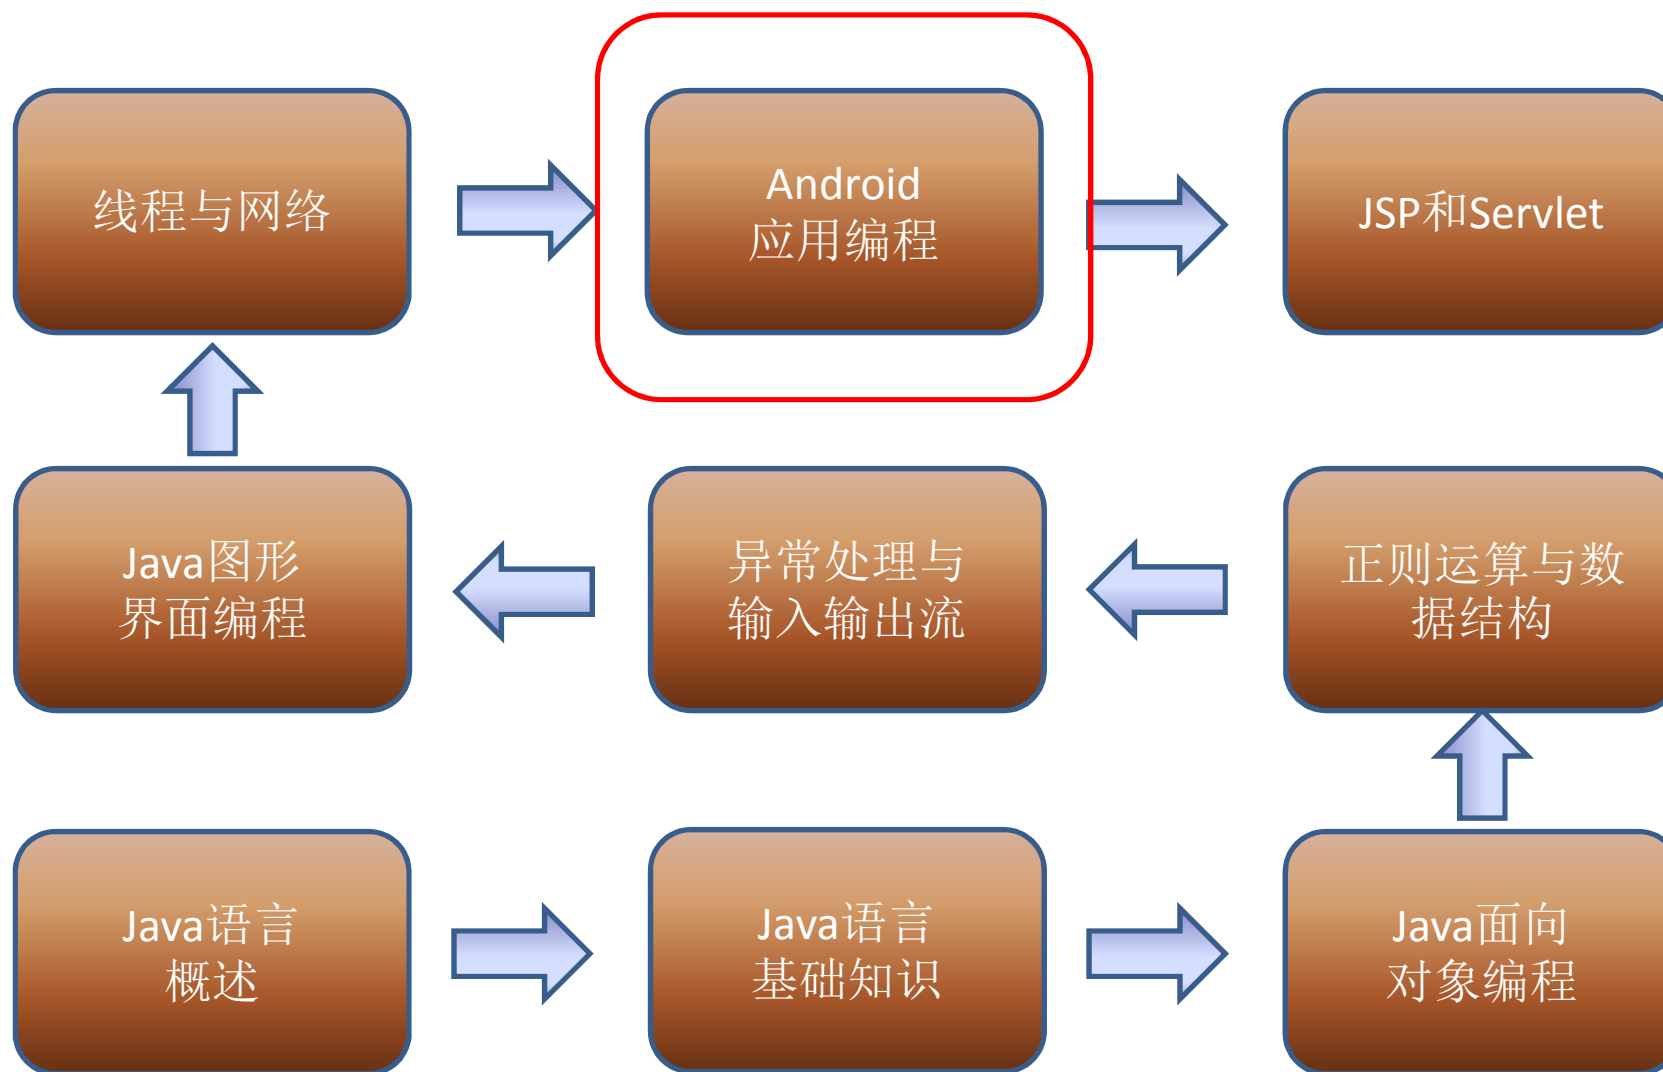 线程与网络
Android
应用编程
JSP和Servlet
Java图形
界面编程
异常处理与
输入输出流
正则运算与数
据结构
Java语言
概述
Java语言
基础知识
Java面向
对象编程